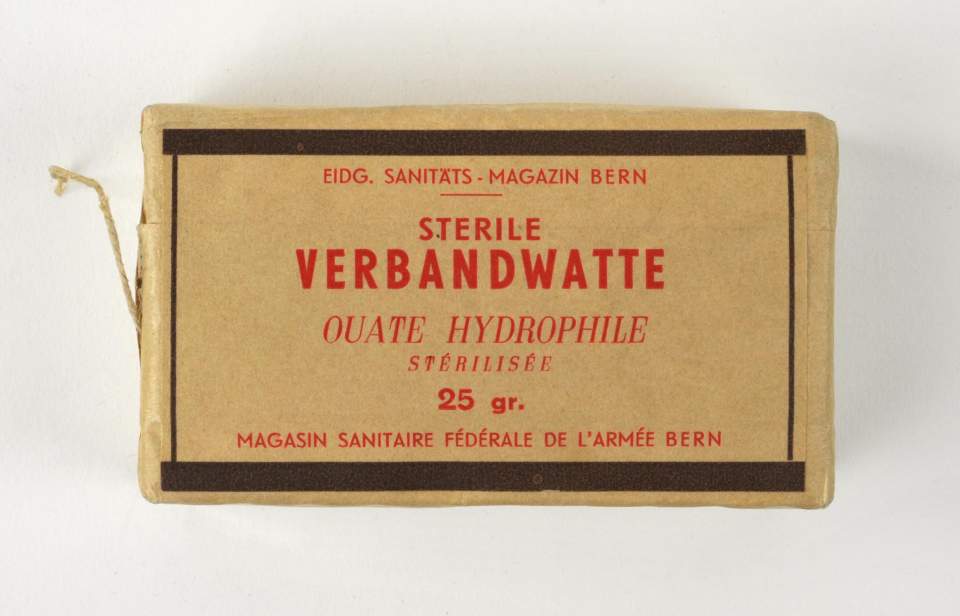 EIDG. SANITÄTS - MAGAZIN BERN
STERILE
VERBANDWATTE
OUATE HYDROPHILE
STÉRILISÉE
25 gr.
MAGASIN SANITAIRE FÉDÉRALE DE L'ARMÉE BERN